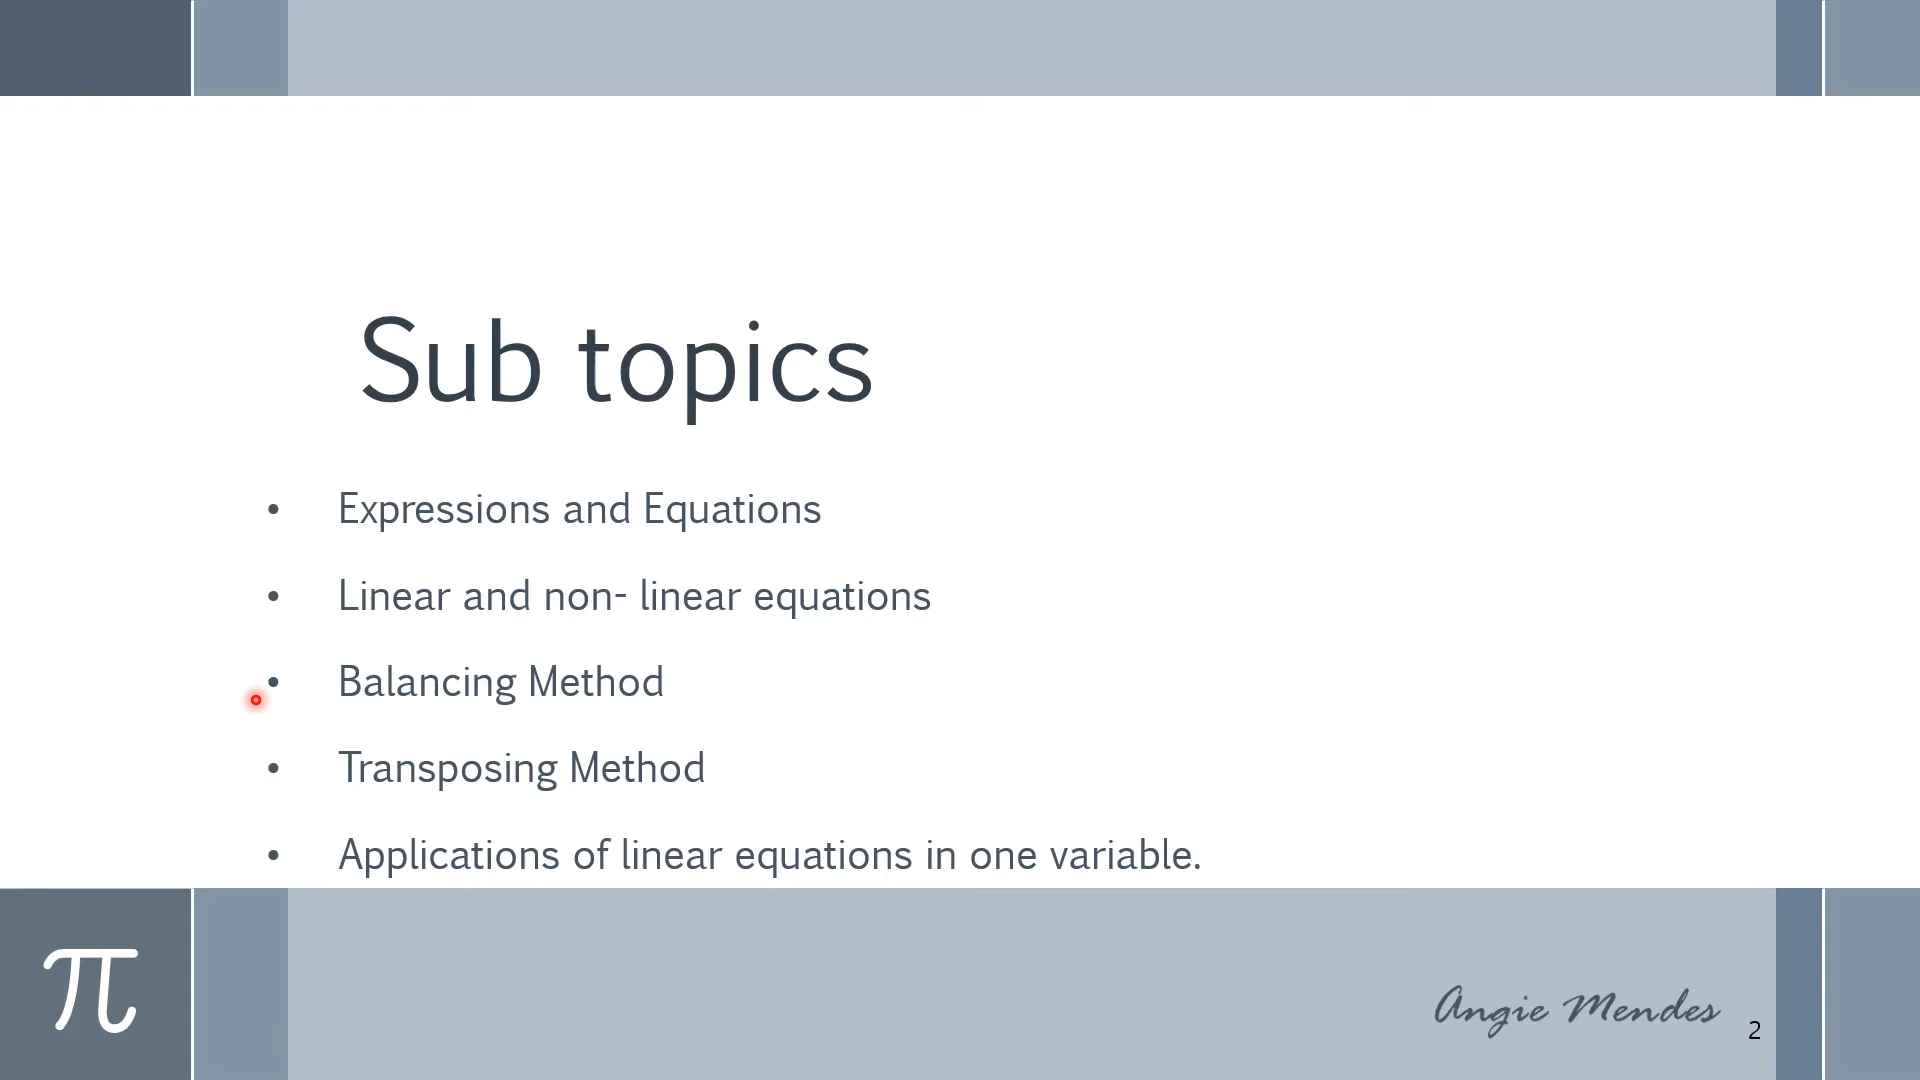 Sub topics
• Expressions and Equations
• Linear and non- linear equations
• Balancing Method
• Transposing Method
• Applications of linear equations in one variable.
π
Angie Mendes
2